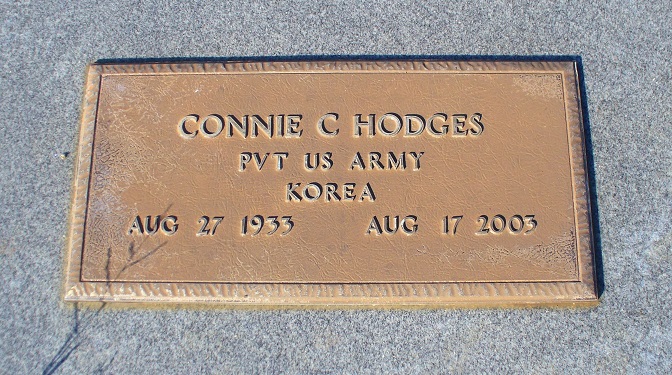 CONNIE C HODGES
PVT US ARMY
KOREA
AUG 27 1933 AUG 17 2003